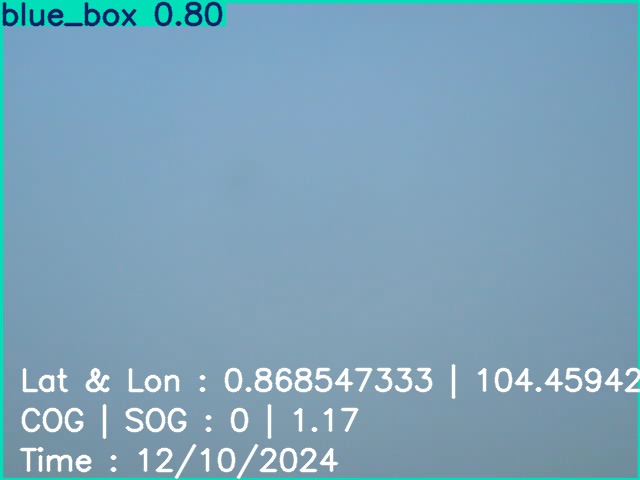 blue_box 0.80
Lat & Lon : 0.868547333 | 104.45942
COG | SOG : 0 | 1.17
Time : 12/10/2024